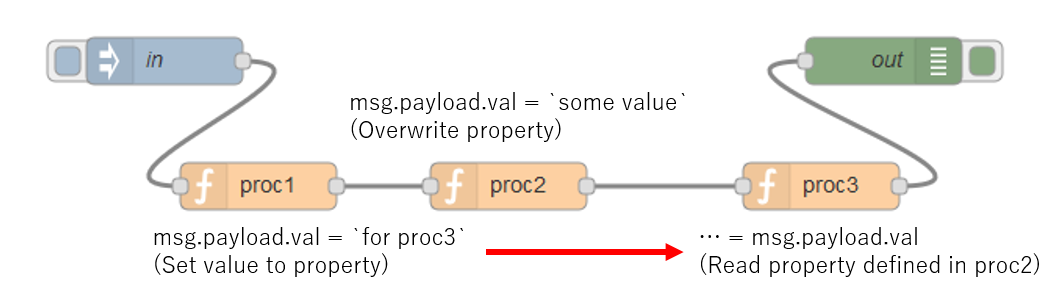 in
out
msg.payload.val = `some value`
(Overwrite property)
proc1
proc2
proc3
msg.payload.val = `for proc3`
(Set value to property)
… = msg.payload.val
(Read property defined in proc2)